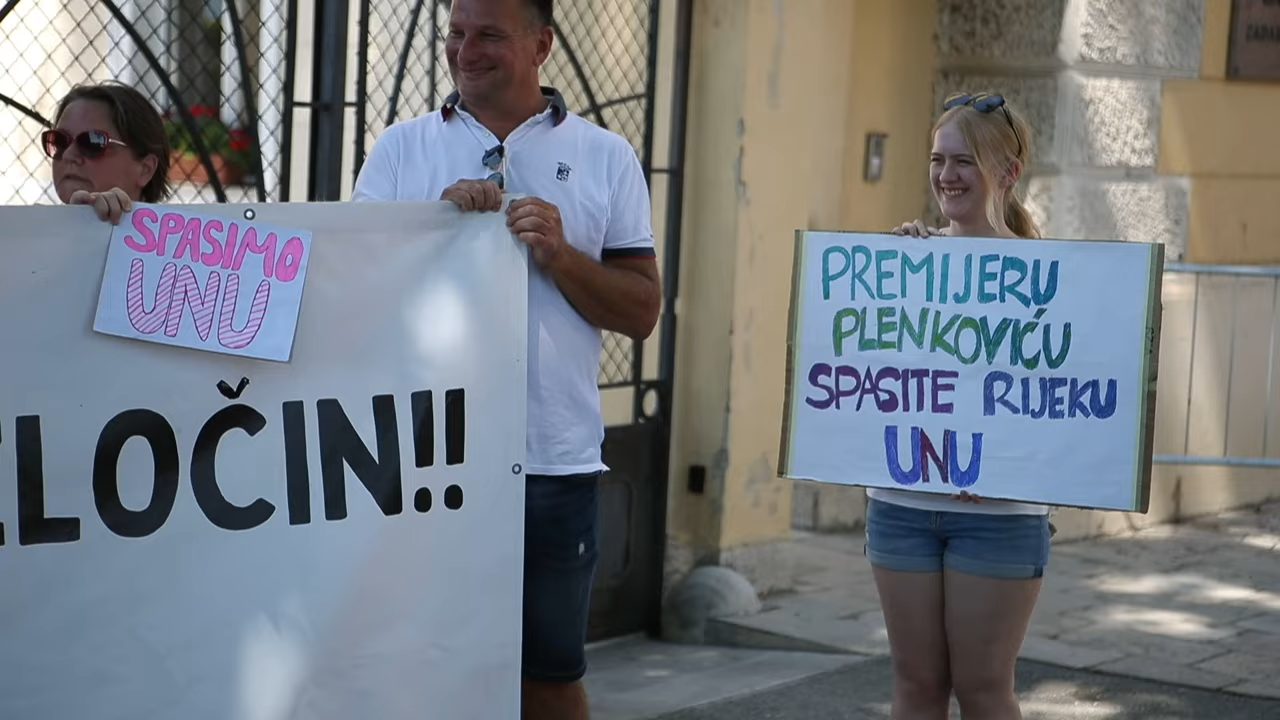 SPASIMO
UNU
LOČIN!!
PREMIJERU
PLENKOVIĆU
SPASITE RIJEKU
UNU